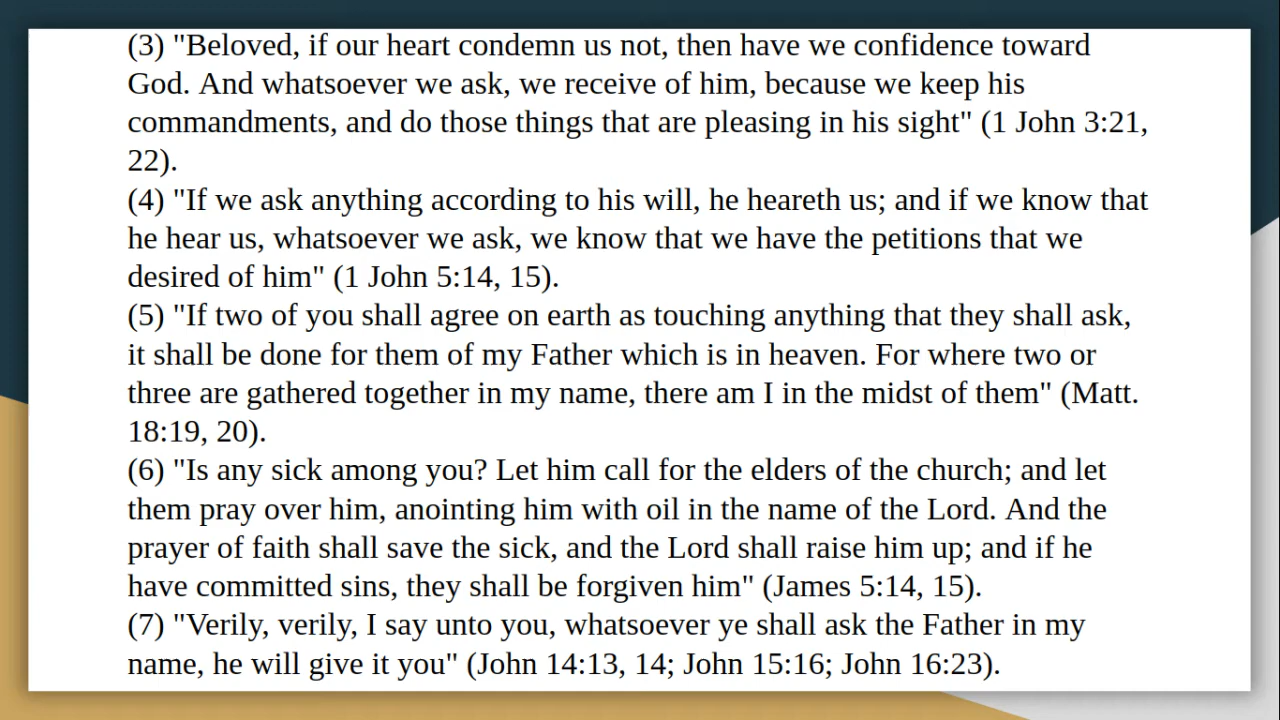 (3) "Beloved, if our heart condemn us not, then have we confidence toward
God. And whatsoever we ask, we receive of him, because we keep his
commandments, and do those things that are pleasing in his sight" (1 John 3:21,
22).
(4) "If we ask anything according to his will, he heareth us; and if we know that
he hear us, whatsoever we ask, we know that we have the petitions that we
desired of him" (1 John 5:14, 15).
(5) "If two of you shall agree on earth as touching anything that they shall ask,
it shall be done for them of my Father which is in heaven. For where two or
three are gathered together in my name, there am I in the midst of them" (Matt.
18:19, 20).
(6) "Is any sick among you? Let him call for the elders of the church; and let
them pray over him, anointing him with oil in the name of the Lord. And the
prayer of faith shall save the sick, and the Lord shall raise him up; and if he
have committed sins, they shall be forgiven him" (James 5:14, 15).
(7) "Verily, verily, I say unto you, whatsoever ye shall ask the Father in my
name, he will give it you" (John 14:13, 14; John 15:16; John 16:23).